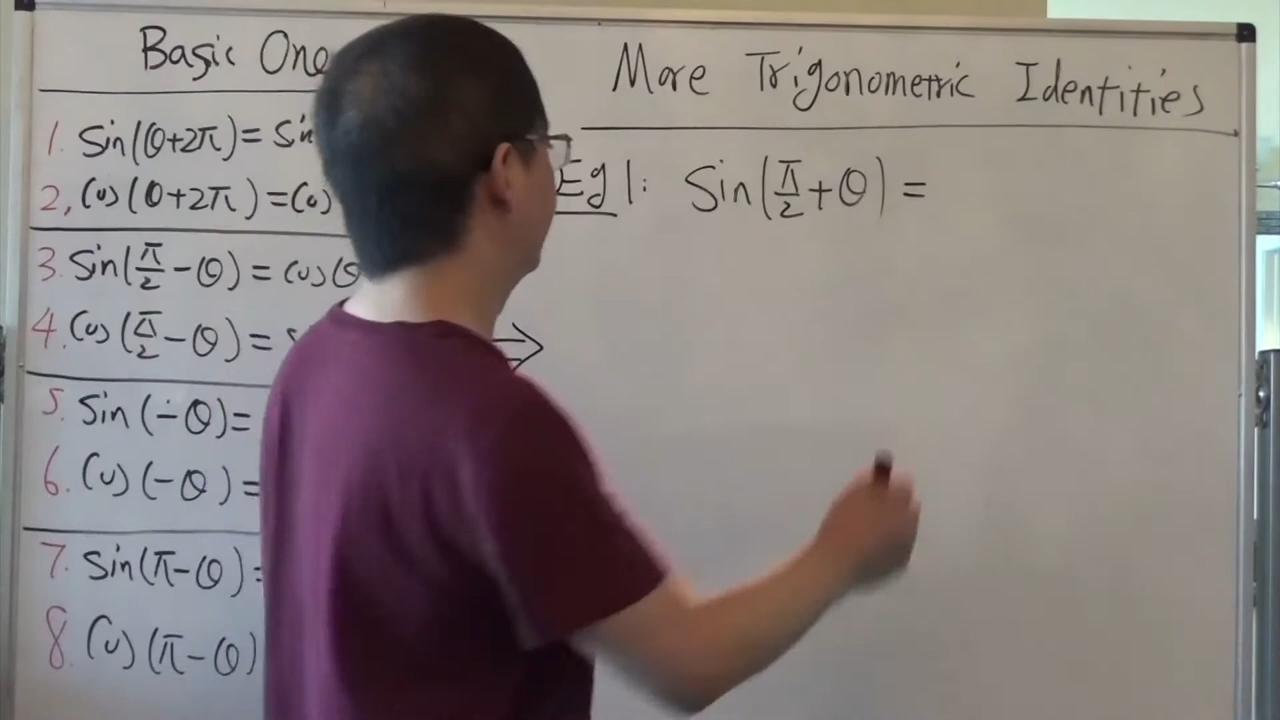 Basic One
1. Sin(θ+2π)= Sin
2, Cos(θ+2π)=Cos
3. Sin(π/2-θ)= Cosθ
4. Cos(π/2-θ)= s
5. Sin(-θ)=
6. Cos(-θ)=
7. Sin(π-θ)=
8. Cos(π-θ)
⇒
More Trigonometric Identities
Eg 1: Sin(π/2+θ)=